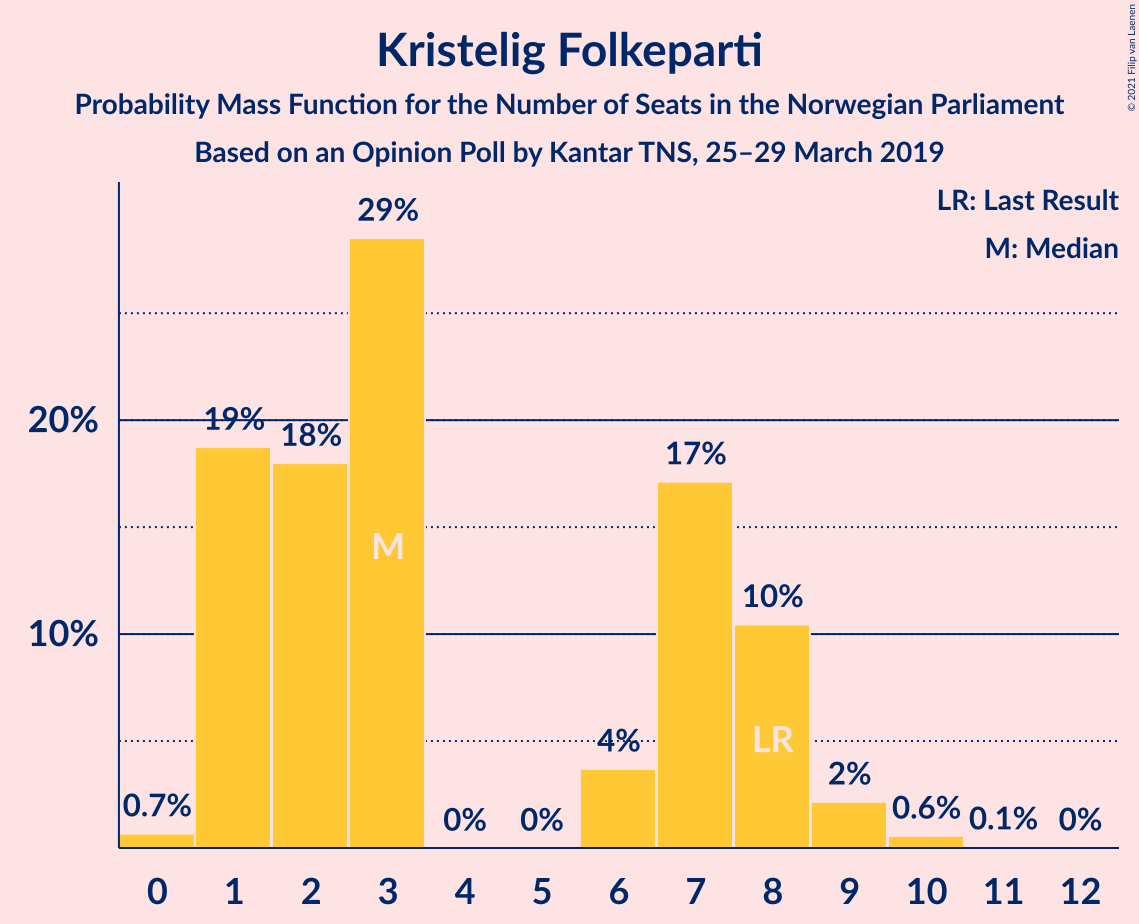 Kristelig Folkeparti
Probability Mass Function for the Number of Seats in the Norwegian Parliament
Based on an Opinion Poll by Kantar TNS, 25–29 March 2019
© 2021 Filip van Laenen
LR: Last Result
M: Median
20%
10%
0.7%
19%
18%
29%
0%
0%
4%
17%
10%
2%
0.6%
0.1%
0%
M
LR
0 1 2 3 4 5 6 7 8 9 10 11 12